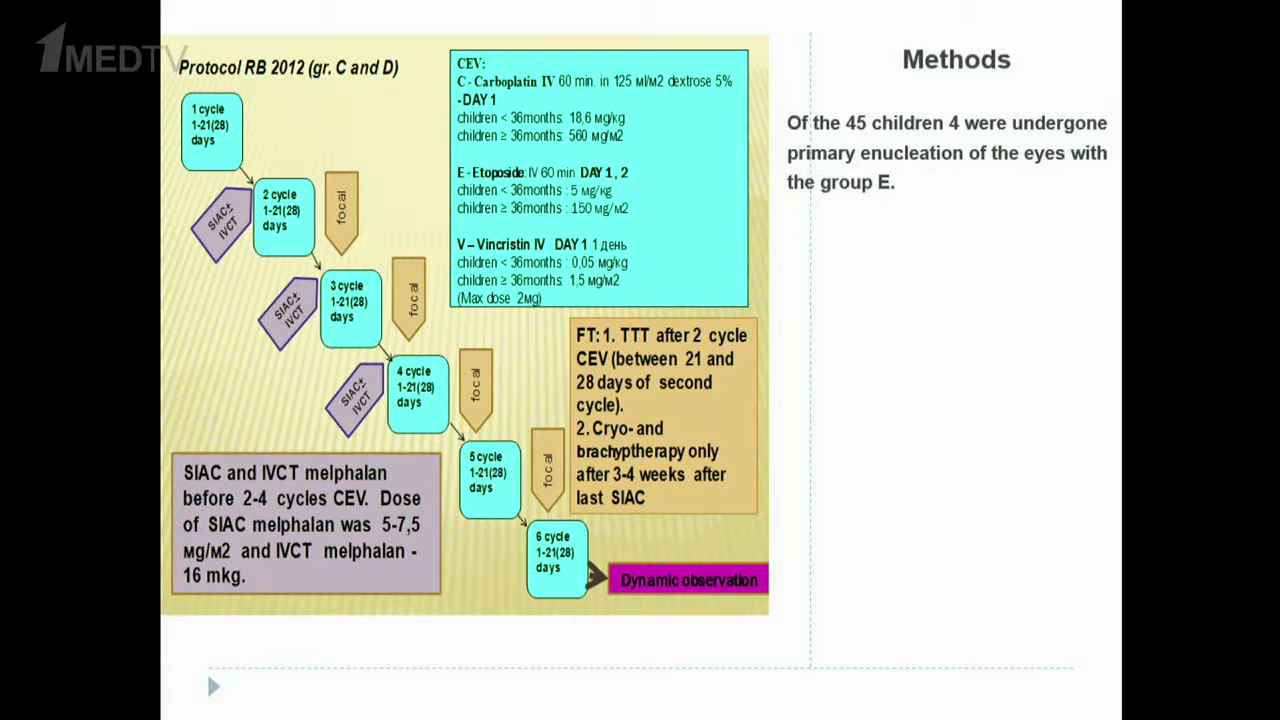 1MEDTV
Methods
Protocol RB 2012 (gr. C and D)
CEV:
C - Carboplatin IV 60 min. in 125 мl/м2 dextrose 5%
-DAY 1
children < 36months: 18,6 мg/kg
children ≥ 36months: 560 мg/м2
E - Etoposide: IV 60 min DAY 1, 2
children < 36months : 5 мg/кg
children ≥ 36months : 150 мg/м2
V – Vincristin IV DAY 1 1 день
children < 36months : 0,05 мg/кg
children ≥ 36months : 1,5 мg/м2
(Max dose 2мg)
1 cycle
1-21(28)
days
SIAC±
IVCT
2 cycle
1-21(28)
days
focal
SIAC±
IVCT
3 cycle
1-21(28)
days
focal
SIAC±
IVCT
4 cycle
1-21(28)
days
focal
5 cycle
1-21(28)
days
focal
6 cycle
1-21(28)
days
FT: 1. TTT after 2 cycle
CEV (between 21 and
28 days of second
cycle).
2. Cryo- and
brachyptherapy only
after 3-4 weeks after
last SIAC
SIAC and IVCT melphalan
before 2-4 cycles CEV. Dose
of SIAC melphalan was 5-7,5
мg/м2 and IVCT melphalan -
16 mkg.
Dynamic observation
Of the 45 children 4 were undergone
primary enucleation of the eyes with
the group E.